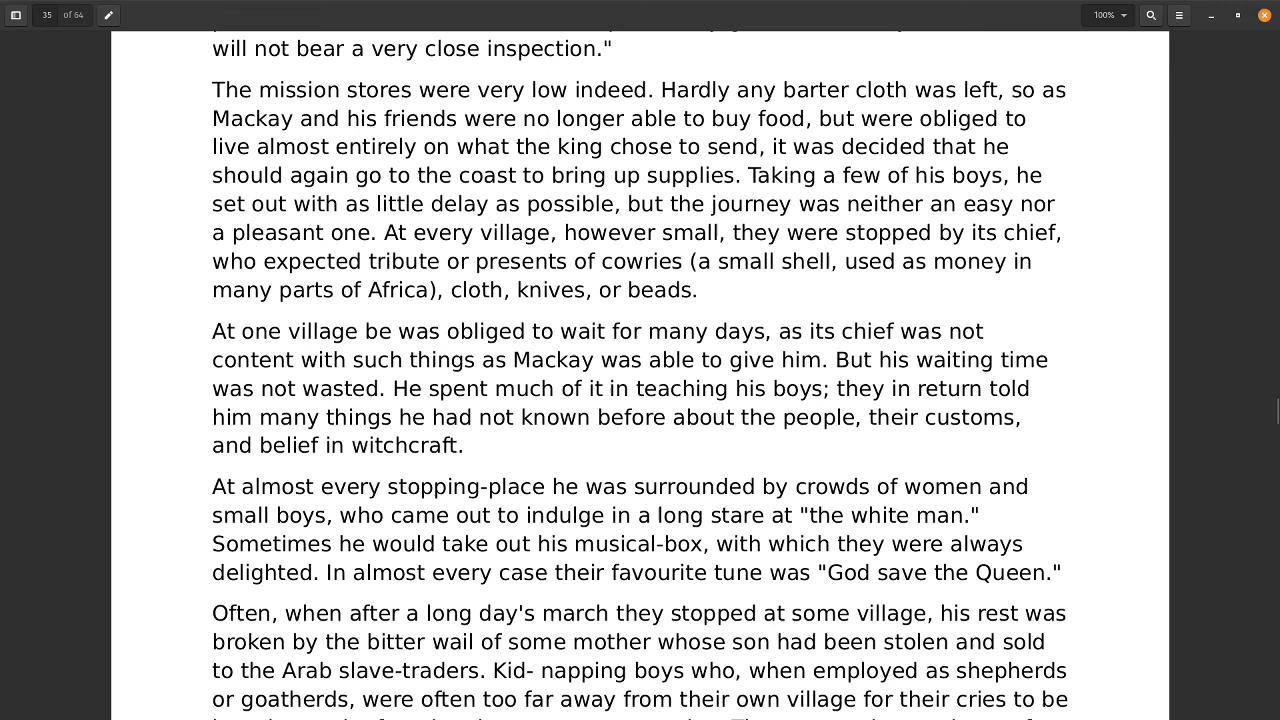 35 of 64
100%
will not bear a very close inspection."
The mission stores were very low indeed. Hardly any barter cloth was left, so as
Mackay and his friends were no longer able to buy food, but were obliged to
live almost entirely on what the king chose to send, it was decided that he
should again go to the coast to bring up supplies. Taking a few of his boys, he
set out with as little delay as possible, but the journey was neither an easy nor
a pleasant one. At every village, however small, they were stopped by its chief,
who expected tribute or presents of cowries (a small shell, used as money in
many parts of Africa), cloth, knives, or beads.
At one village be was obliged to wait for many days, as its chief was not
content with such things as Mackay was able to give him. But his waiting time
was not wasted. He spent much of it in teaching his boys; they in return told
him many things he had not known before about the people, their customs,
and belief in witchcraft.
At almost every stopping-place he was surrounded by crowds of women and
small boys, who came out to indulge in a long stare at "the white man."
Sometimes he would take out his musical-box, with which they were always
delighted. In almost every case their favourite tune was "God save the Queen."
Often, when after a long day's march they stopped at some village, his rest was
broken by the bitter wail of some mother whose son had been stolen and sold
to the Arab slave-traders. Kid- napping boys who, when employed as shepherds
or goatherds, were often too far away from their own village for their cries to be